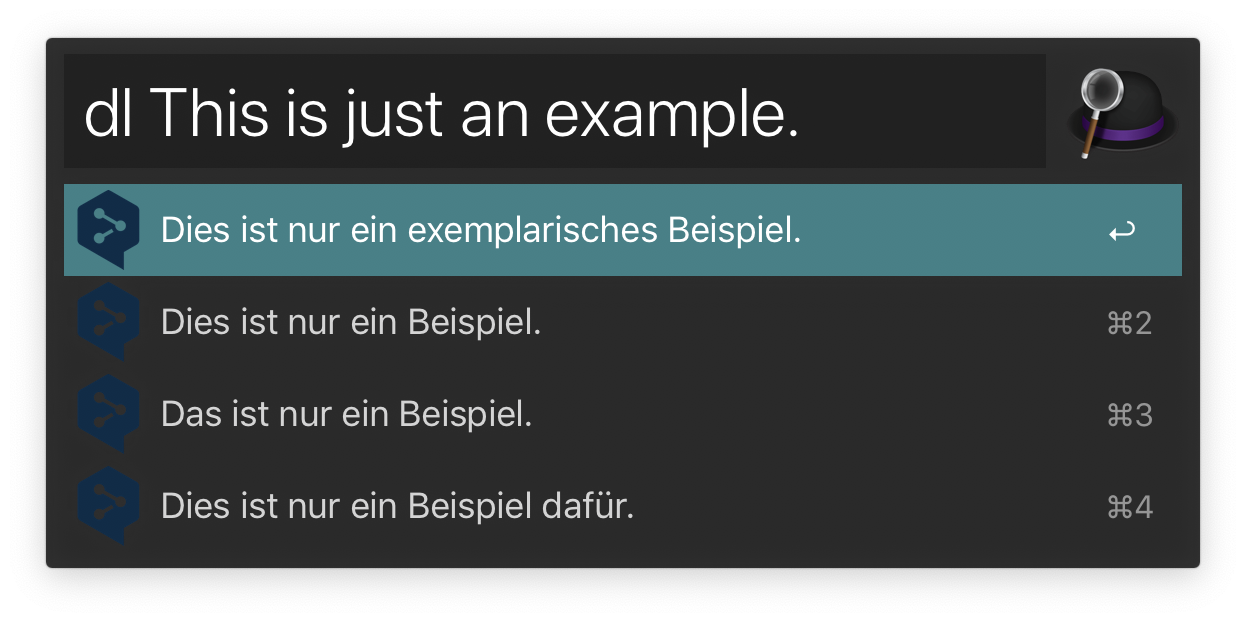 dl This is just an example.
Dies ist nur ein exemplarisches Beispiel.
Dies ist nur ein Beispiel. ⌘2
Das ist nur ein Beispiel. ⌘3
Dies ist nur ein Beispiel dafür. ⌘4